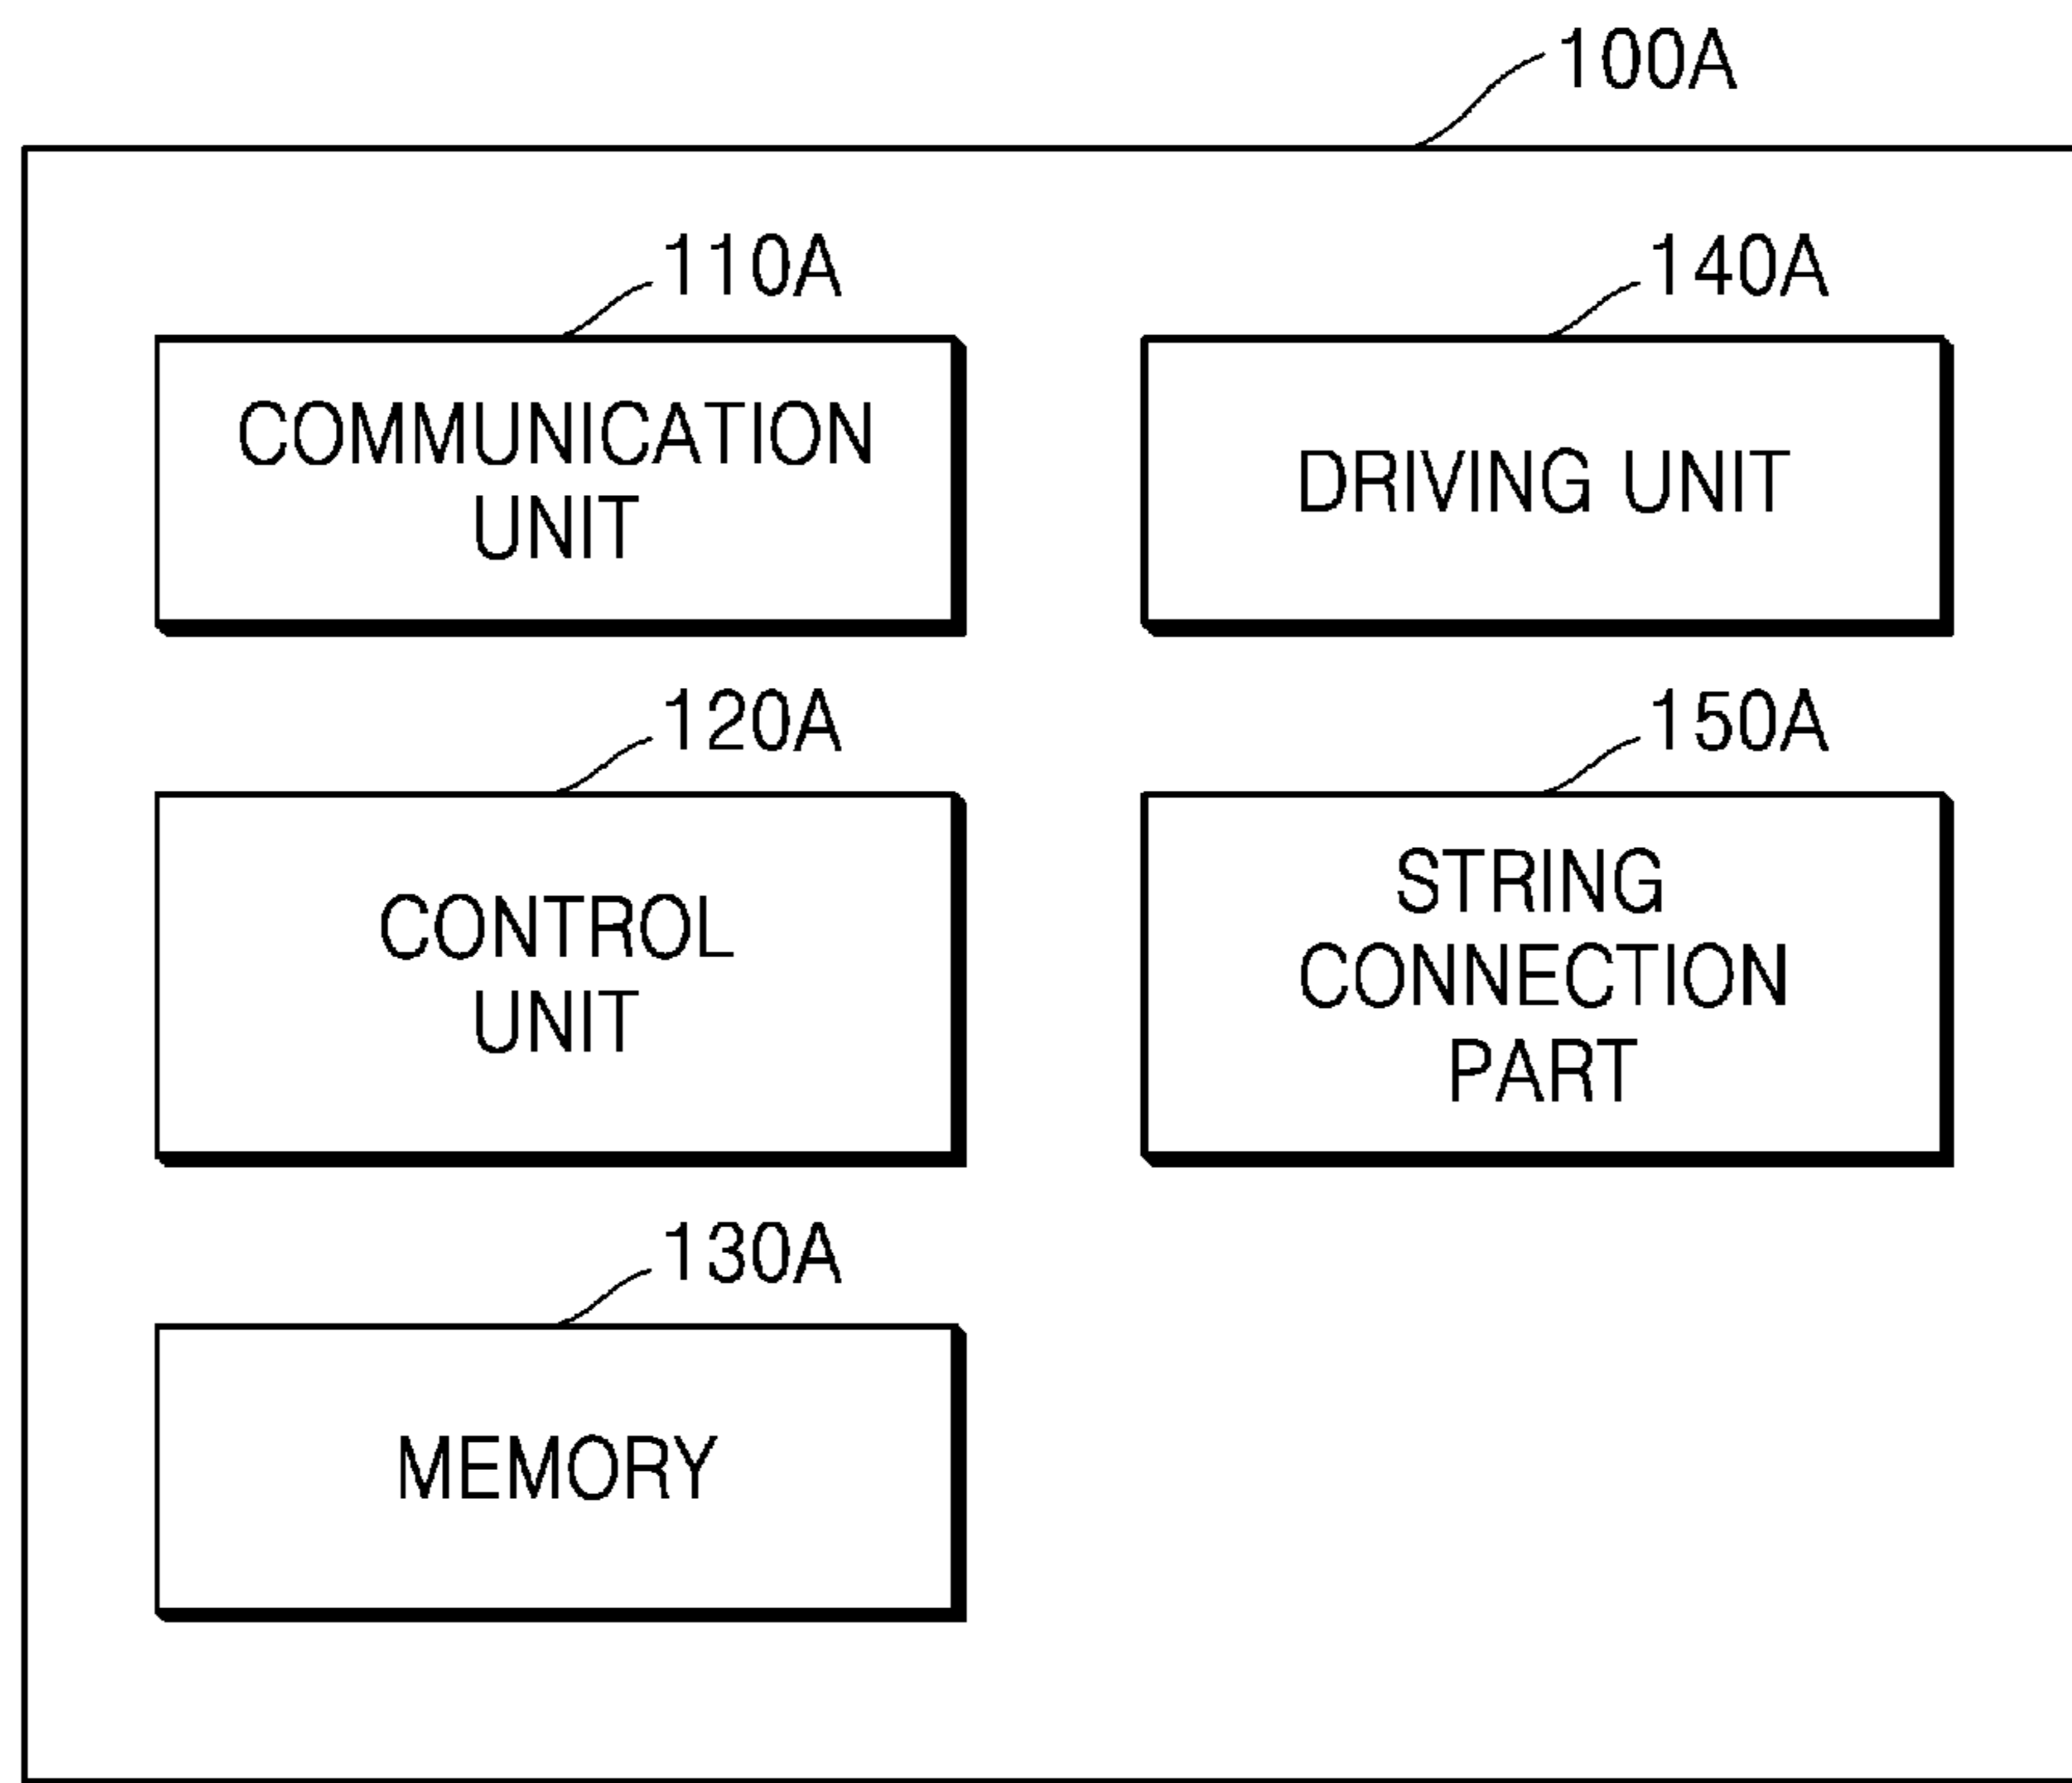 100A
110A
COMMUNICATION
UNIT
140A
DRIVING UNIT
120A
CONTROL
UNIT
150A
STRING
CONNECTION
PART
130A
MEMORY